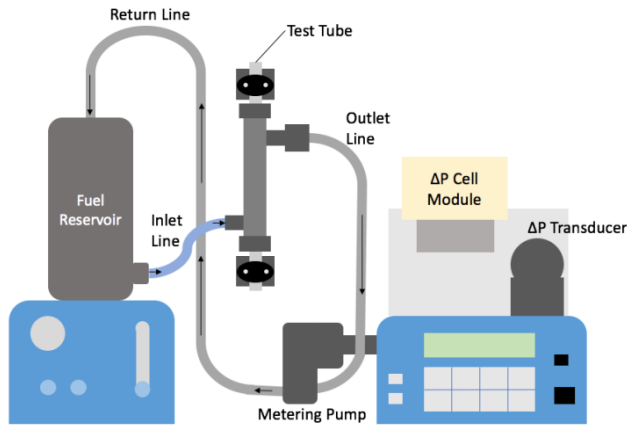 Return Line
Test Tube
Outlet
Line
ΔP Cell
Module
Fuel
Reservoir
Inlet
Line
ΔP Transducer
Metering Pump